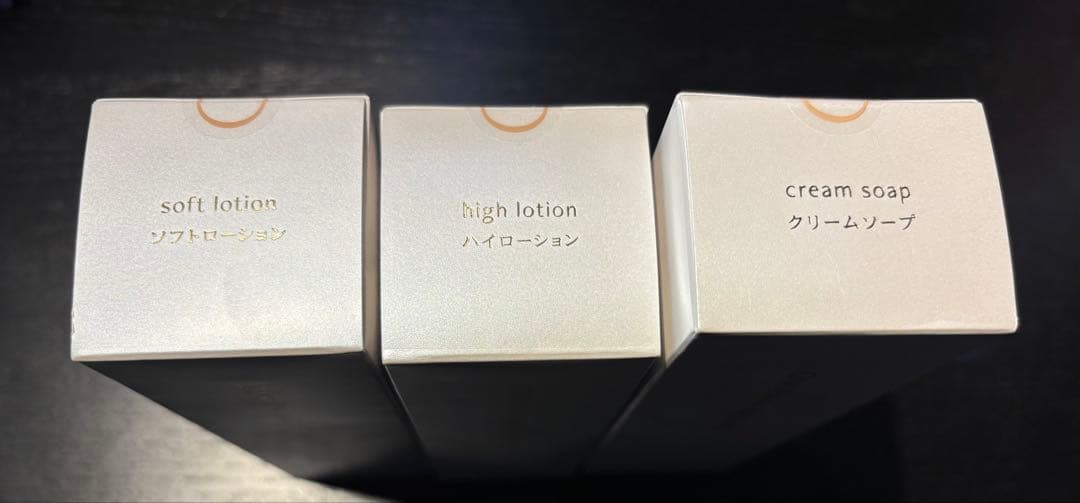 soft lotion
ソフトローション
high lotion
ハイローション
cream soap
クリームソープ